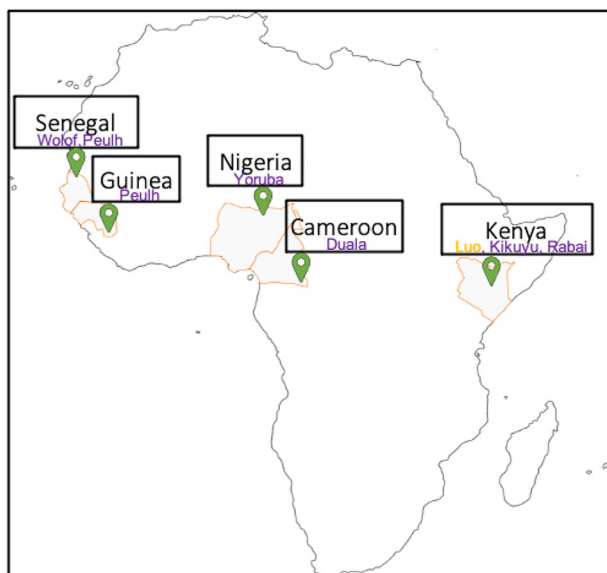 Senegal
Wolof,Peulh
Guinea
Peulh
Nigeria
Yoruba
Cameroon
Duala
Kenya
Luo, Kikuyu, Rabai